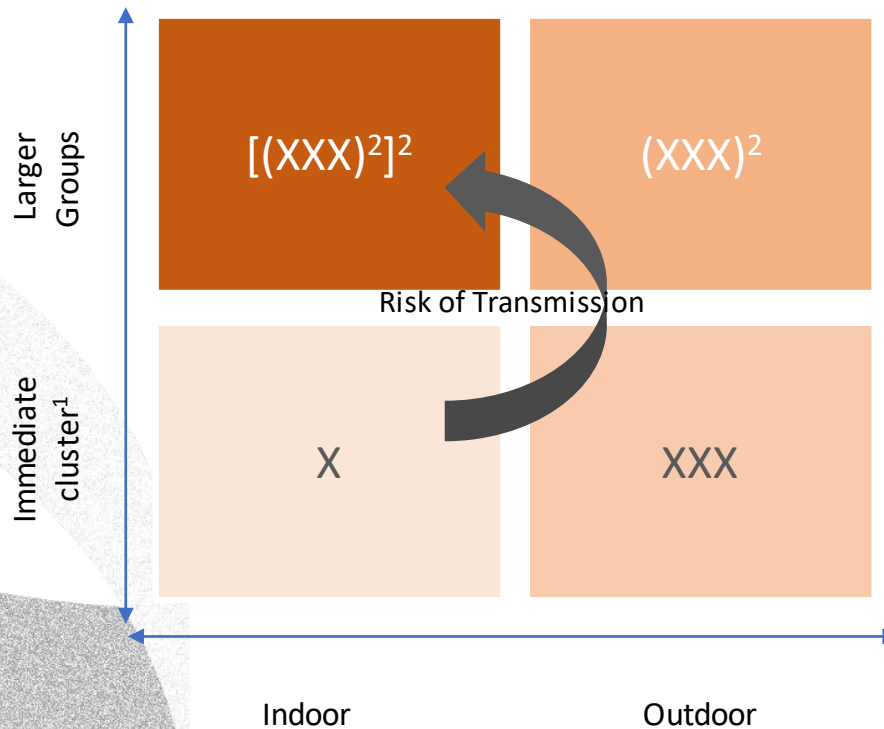 Larger
Groups
[(XXX)²]²
(XXX)²
Risk of Transmission
Immediate
cluster¹
X
XXX
Indoor
Outdoor